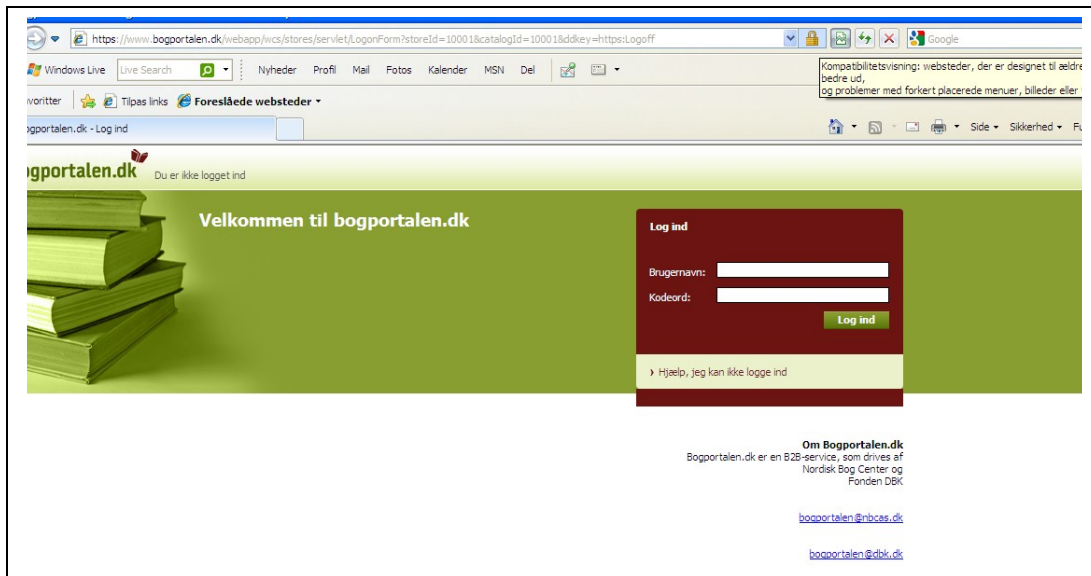 https://www.bogportalen.dk/webapp/wcs/stores/servlet/LogonForm?storeId=10001&catalogId=10001&ddkey=https:Logoff
Google
Windows Live Live Search Nyheder Profil Mail Fotos Kalender MSN Del
Kompatibilitetsvisning: websteder, der er designet til ældre
bedre ud,
og problemer med forkert placerede menuer, billeder eller
voritter Tilpas links Foreslåede websteder
ogportalen.dk - Log ind
Side Sikkerhed Fu
ogportalen.dk Du er ikke logget ind
Velkommen til bogportalen.dk
Log ind
Brugernavn:
Kodeord:
Log ind
Hjælp, jeg kan ikke logge ind
Om Bogportalen.dk
Bogportalen.dk er en B2B-service, som drives af
Nordisk Bog Center og
Fonden DBK
bogportalen@nbcas.dk
bogportalen@dbk.dk